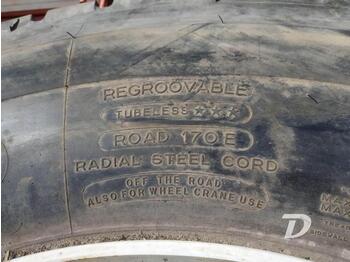 REGROOVABLE
TUBELESS ★★★
ROAD 170 E
RADIAL STEEL CORD
OFF THE ROAD
ALSO FOR WHEEL CRANE USE
D